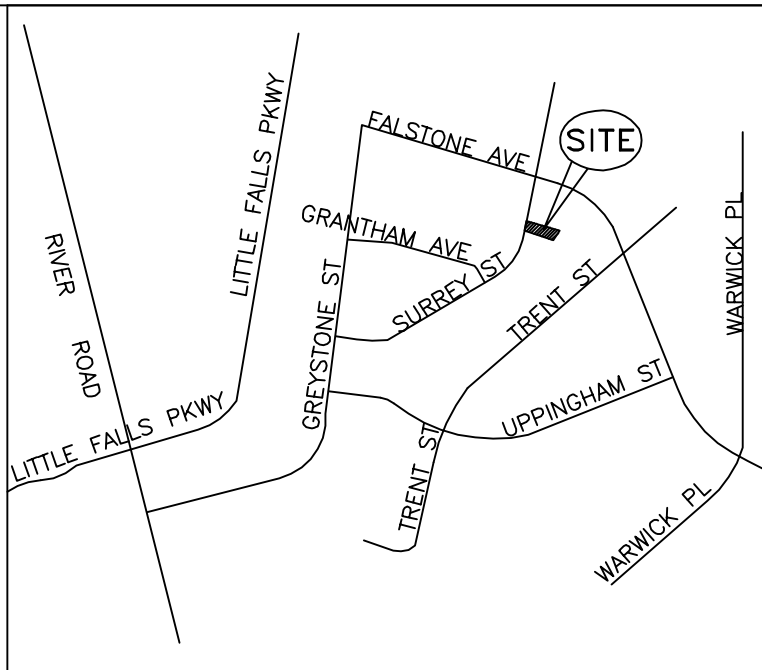 LITTLE FALLS PKWY
FALSTONE AVE
SITE
GRANTHAM AVE
RIVER ROAD
SURREY ST
TRENT ST
WARWICK PL
GREYSTONE ST
LITTLE FALLS PKWY
UPPINGHAM ST
TRENT ST
WARWICK PL